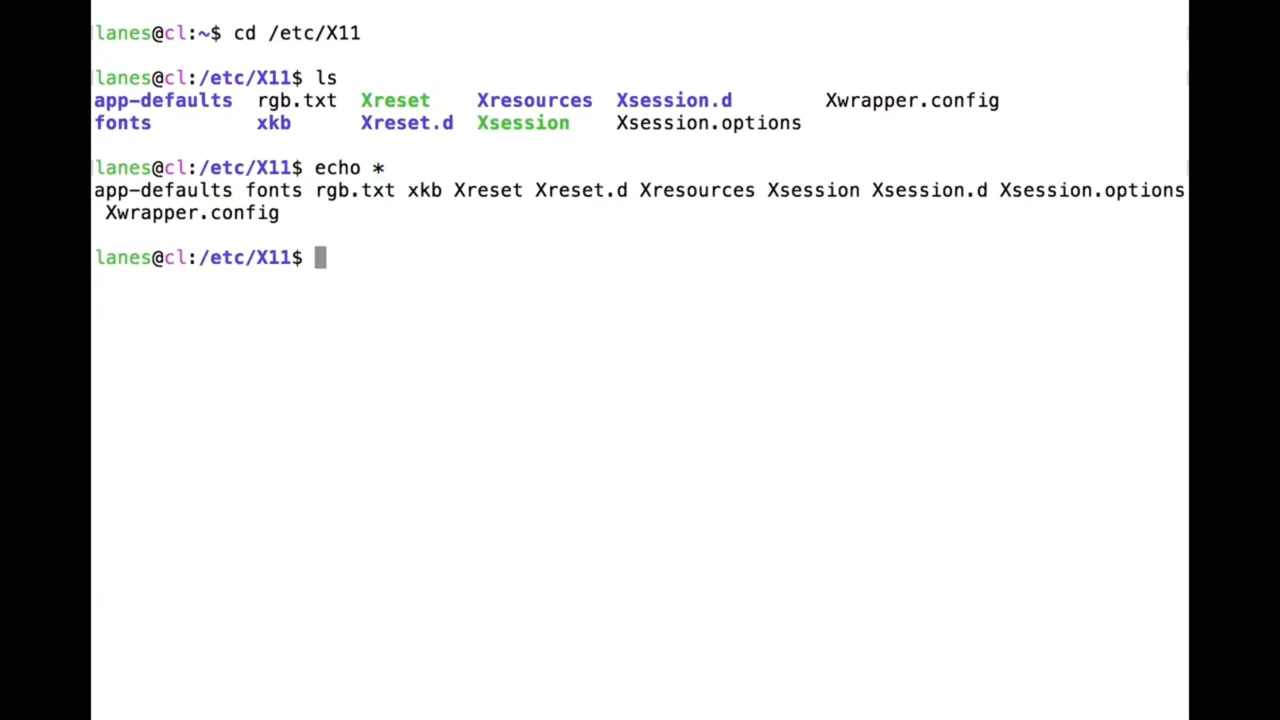 lanes@cl:~$ cd /etc/X11
lanes@cl:/etc/X11$ ls
app-defaults rgb.txt Xreset Xresources Xsession.d Xwrapper.config
fonts xkb Xreset.d Xsession Xsession.options
lanes@cl:/etc/X11$ echo *
app-defaults fonts rgb.txt xkb Xreset Xreset.d Xresources Xsession Xsession.d Xsession.options
Xwrapper.config
lanes@cl:/etc/X11$